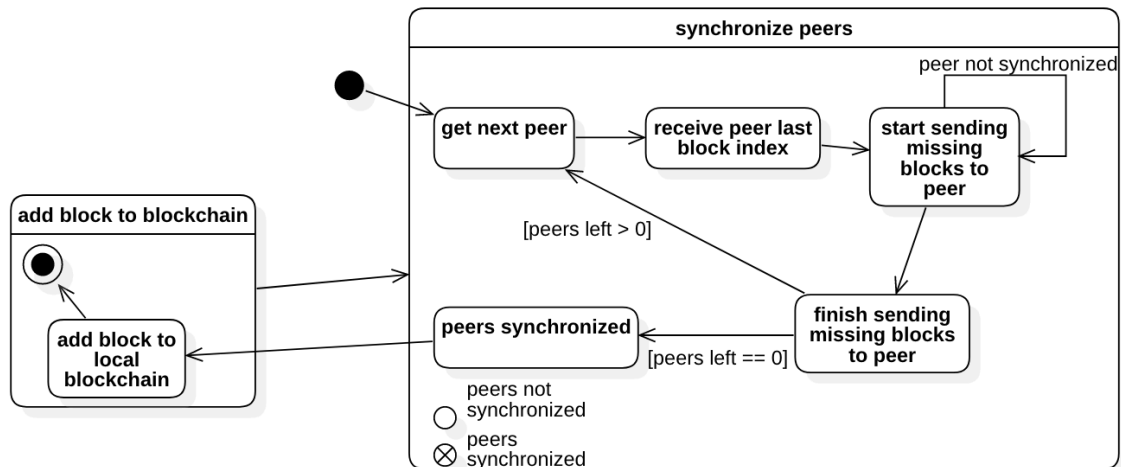 synchronize peers
peer not synchronized
get next peer
receive peer last
block index
start sending
missing
blocks to
peer
add block to blockchain
[peers left > 0]
add block to
local
blockchain
peers synchronized
finish sending
missing blocks
to peer
[peers left == 0]
peers not
synchronized
peers
synchronized